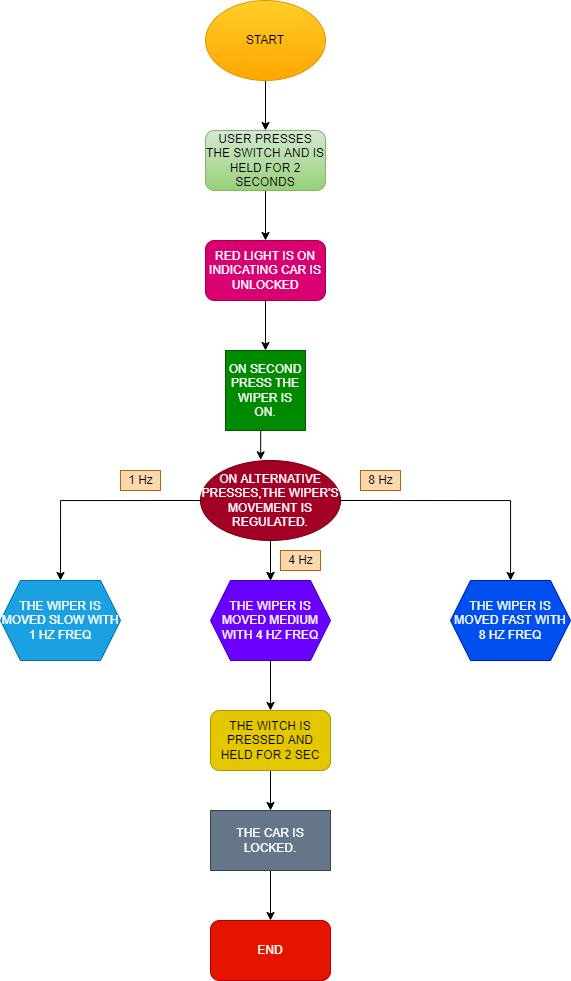 START
USER PRESSES
THE SWITCH AND IS
HELD FOR 2
SECONDS
RED LIGHT IS ON
INDICATING CAR IS
UNLOCKED
ON SECOND
PRESS THE
WIPER IS
ON.
ON ALTERNATIVE
PRESSES,THE WIPER'S
MOVEMENT IS
REGULATED.
1 Hz
8 Hz
4 Hz
THE WIPER IS
MOVED SLOW WITH
1 HZ FREQ
THE WIPER IS
MOVED MEDIUM
WITH 4 HZ FREQ
THE WIPER IS
MOVED FAST WITH
8 HZ FREQ
THE WITCH IS
PRESSED AND
HELD FOR 2 SEC
THE CAR IS
LOCKED.
END